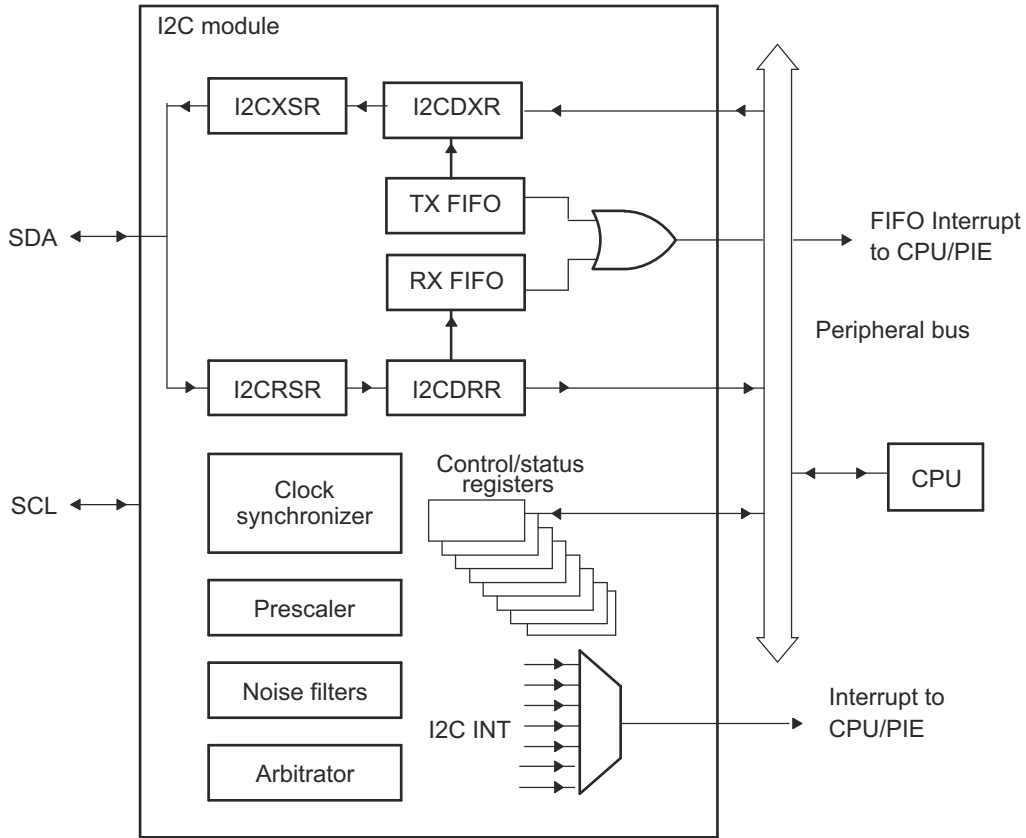 I2C module
I2CXSR
I2CDXR
TX FIFO
SDA
FIFO Interrupt
to CPU/PIE
RX FIFO
Peripheral bus
I2CRSR
I2CDRR
Control/status
registers
Clock
synchronizer
SCL
CPU
Prescaler
Noise filters
I2C INT
Interrupt to
CPU/PIE
Arbitrator